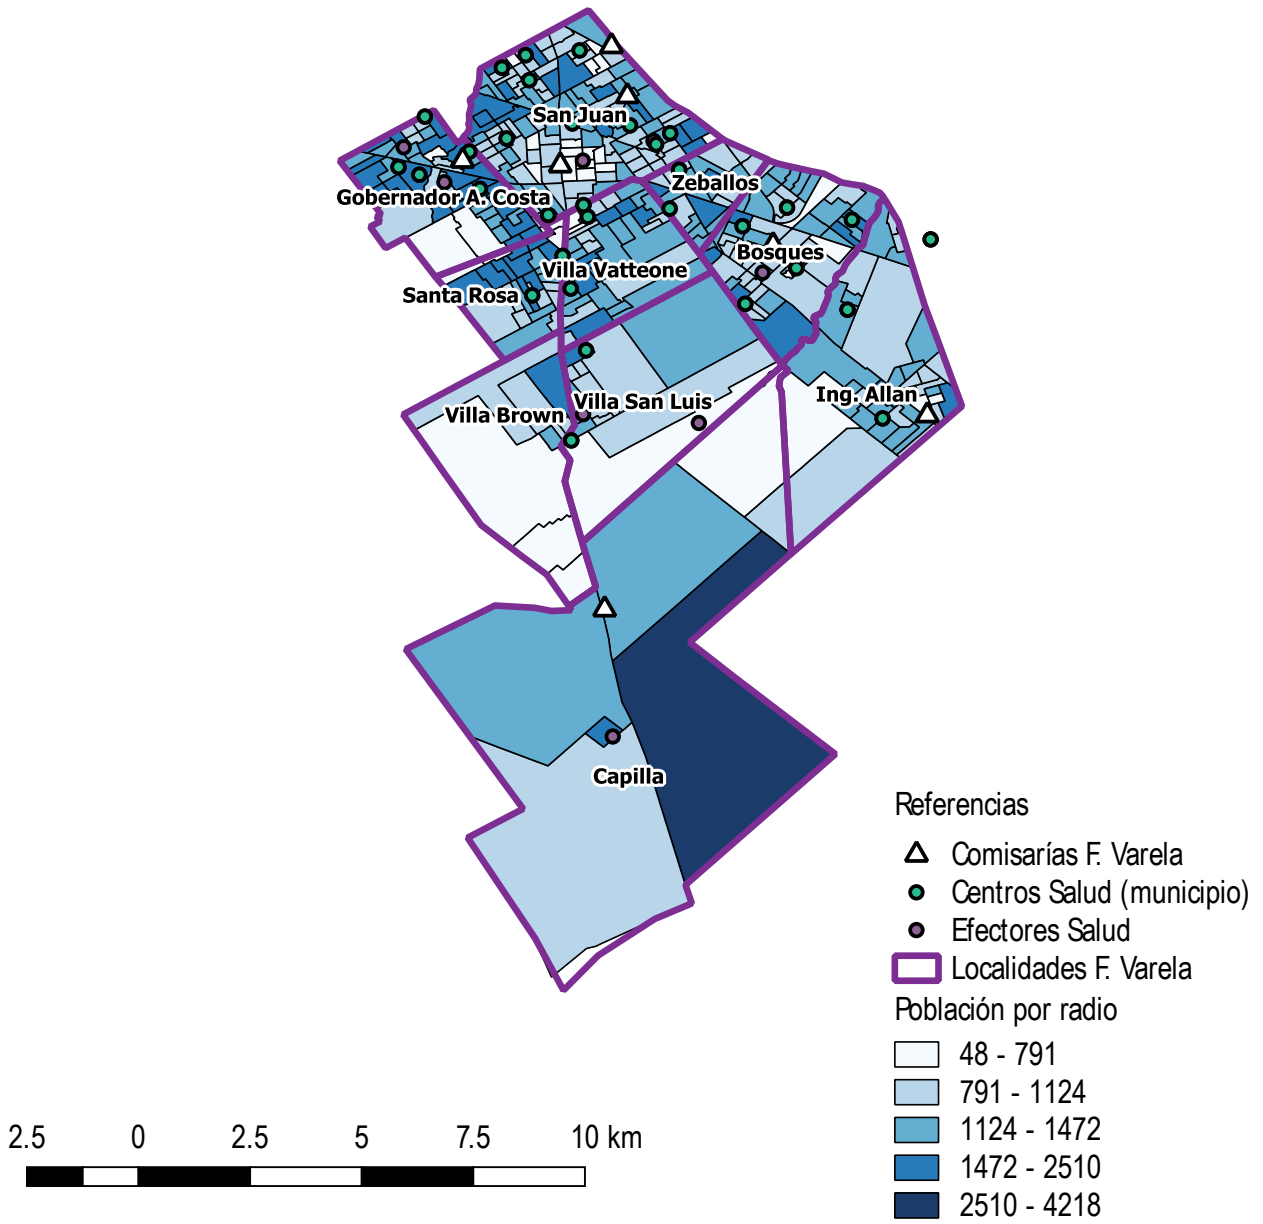 San Juan
Zeballos
Gobernador A. Costa
Bosques
Villa Vatteone
Santa Rosa
Ing. Allan
Villa San Luis
Villa Brown
Capilla
Referencias
Comisarías F. Varela
Centros Salud (municipio)
Efectores Salud
Localidades F. Varela
Población por radio
48 - 791
791 - 1124
1124 - 1472
1472 - 2510
2510 - 4218
2.5 0 2.5 5 7.5 10 km